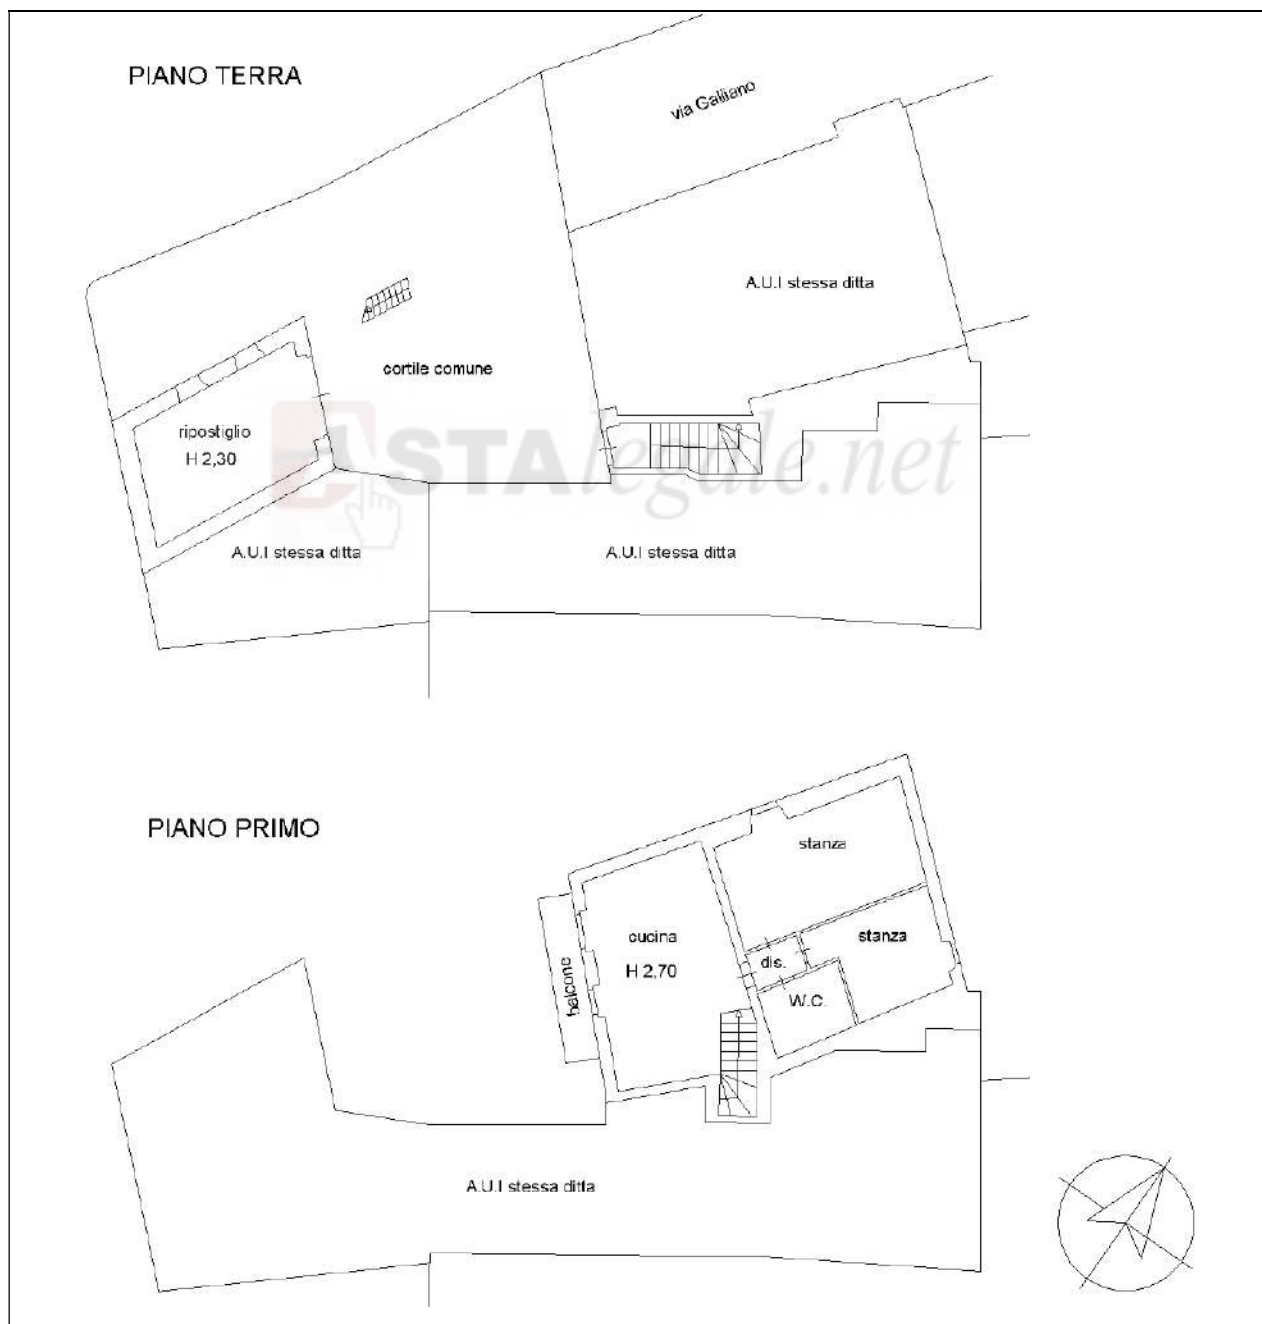 PIANO TERRA
via Galliano
A.U.I stessa ditta
cortile comune
ripostiglio
H 2,30
ASTAlegale.net
A.U.I stessa ditta
A.U.I stessa ditta
PIANO PRIMO
stanza
cucina
H 2,70
stanza
dis.
balcone
W.C.
A.U.I stessa ditta